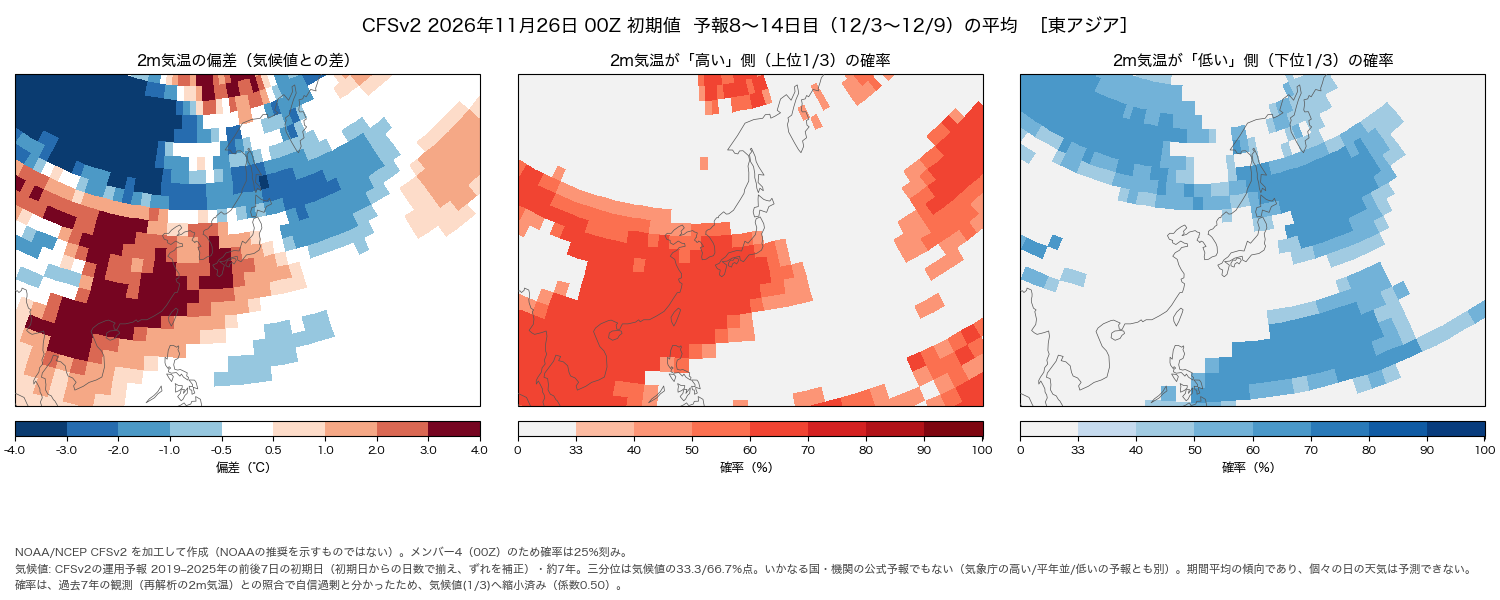 CFSv2 2026年11月26日 00Z 初期値 予報8～14日目（12/3～12/9）の平均 ［東アジア］
2m気温の偏差（気候値との差）
2m気温が「高い」側（上位1/3）の確率
2m気温が「低い」側（下位1/3）の確率
-4.0 -3.0 -2.0 -1.0 -0.5 0.5 1.0 2.0 3.0 4.0
偏差（℃）
0 33 40 50 60 70 80 90 100
確率（%）
0 33 40 50 60 70 80 90 100
確率（%）
NOAA/NCEP CFSv2 を加工して作成（NOAAの推奨を示すものではない）。メンバー4（00Z）のため確率は25%刻み。
気候値: CFSv2の運用予報 2019–2025年の前後7日の初期日（初期日からの日数で揃え、ずれを補正）・約7年。三分位は気候値の33.3/66.7%点。いかなる国・機関の公式予報でもない（気象庁の高い/平年並/低いの予報とも別）。期間平均の傾向であり、個々の日の天気は予測できない。
確率は、過去7年の観測（再解析の2m気温）との照合で自信過剰と分かったため、気候値(1/3)へ縮小済み（係数0.50）。